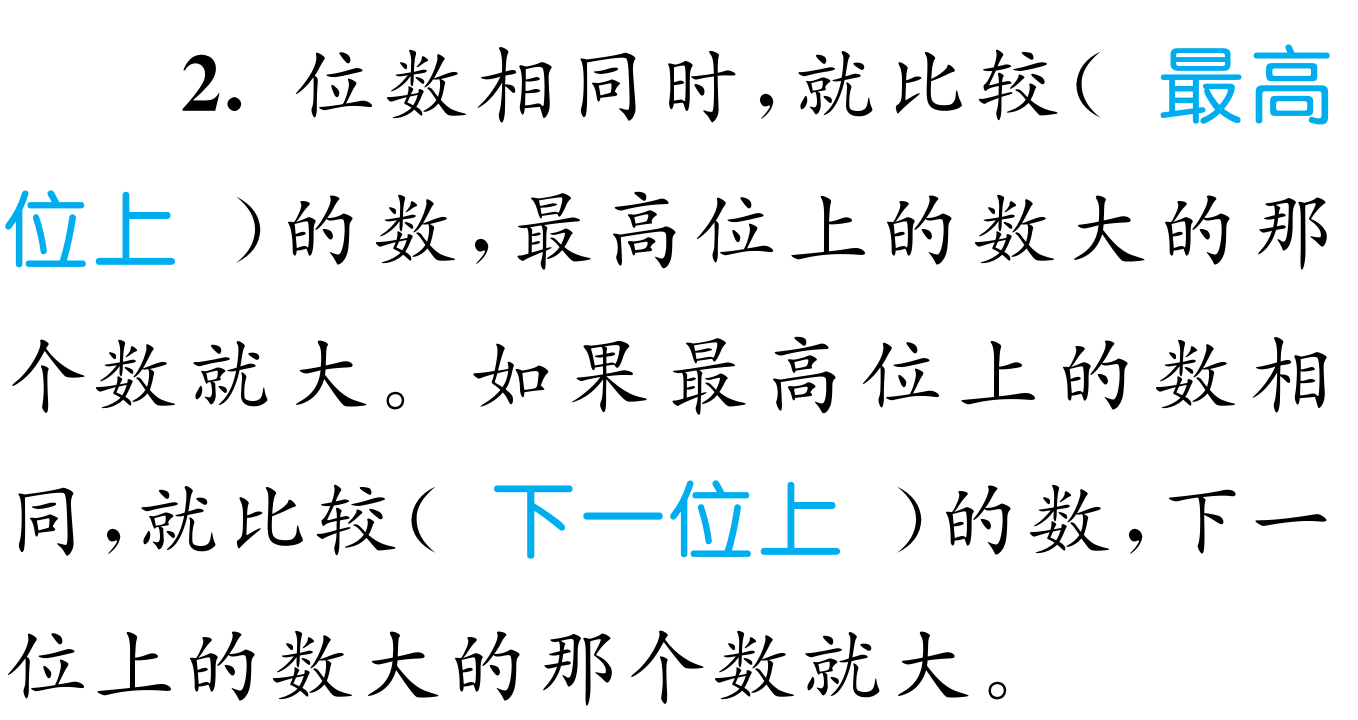 2. 位数相同时,就比较( 最高
位上 )的数,最高位上的数大的那
个数就大。如果最高位上的数相
同,就比较( 下一位上 )的数,下一
位上的数大的那个数就大。